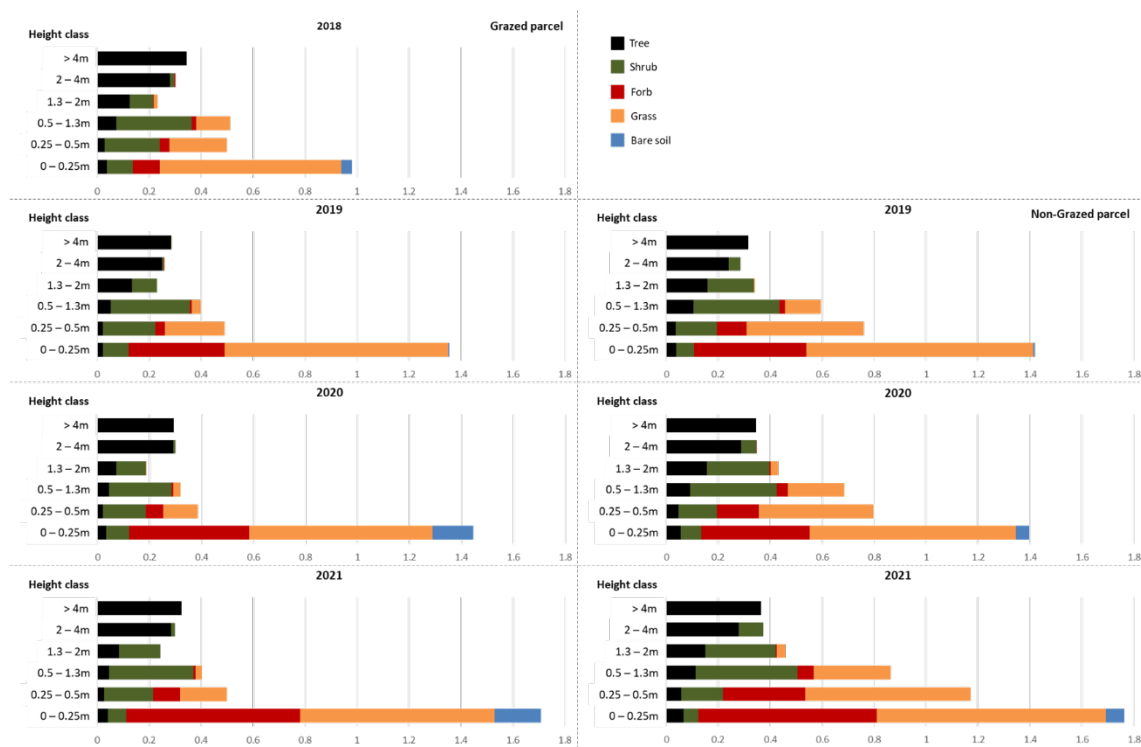 2018
Grazed parcel
Height class
> 4m
2 – 4m
1.3 – 2m
0.5 – 1.3m
0.25 – 0.5m
0 – 0.25m
0 0.2 0.4 0.6 0.8 1 1.2 1.4 1.6 1.8
Tree
Shrub
Forb
Grass
Bare soil
2019
Height class
> 4m
2 – 4m
1.3 – 2m
0.5 – 1.3m
0.25 – 0.5m
0 – 0.25m
0 0.2 0.4 0.6 0.8 1 1.2 1.4 1.6 1.8
2019
Non-Grazed parcel
Height class
> 4m
2 – 4m
1.3 – 2m
0.5 – 1.3m
0.25 – 0.5m
0 – 0.25m
0 0.2 0.4 0.6 0.8 1 1.2 1.4 1.6 1.8
2020
Height class
> 4m
2 – 4m
1.3 – 2m
0.5 – 1.3m
0.25 – 0.5m
0 – 0.25m
0 0.2 0.4 0.6 0.8 1 1.2 1.4 1.6 1.8
2020
Height class
> 4m
2 – 4m
1.3 – 2m
0.5 – 1.3m
0.25 – 0.5m
0 – 0.25m
0 0.2 0.4 0.6 0.8 1 1.2 1.4 1.6 1.8
2021
Height class
> 4m
2 – 4m
1.3 – 2m
0.5 – 1.3m
0.25 – 0.5m
0 – 0.25m
0 0.2 0.4 0.6 0.8 1 1.2 1.4 1.6 1.8
2021
Height class
> 4m
2 – 4m
1.3 – 2m
0.5 – 1.3m
0.25 – 0.5m
0 – 0.25m
0 0.2 0.4 0.6 0.8 1 1.2 1.4 1.6 1.8